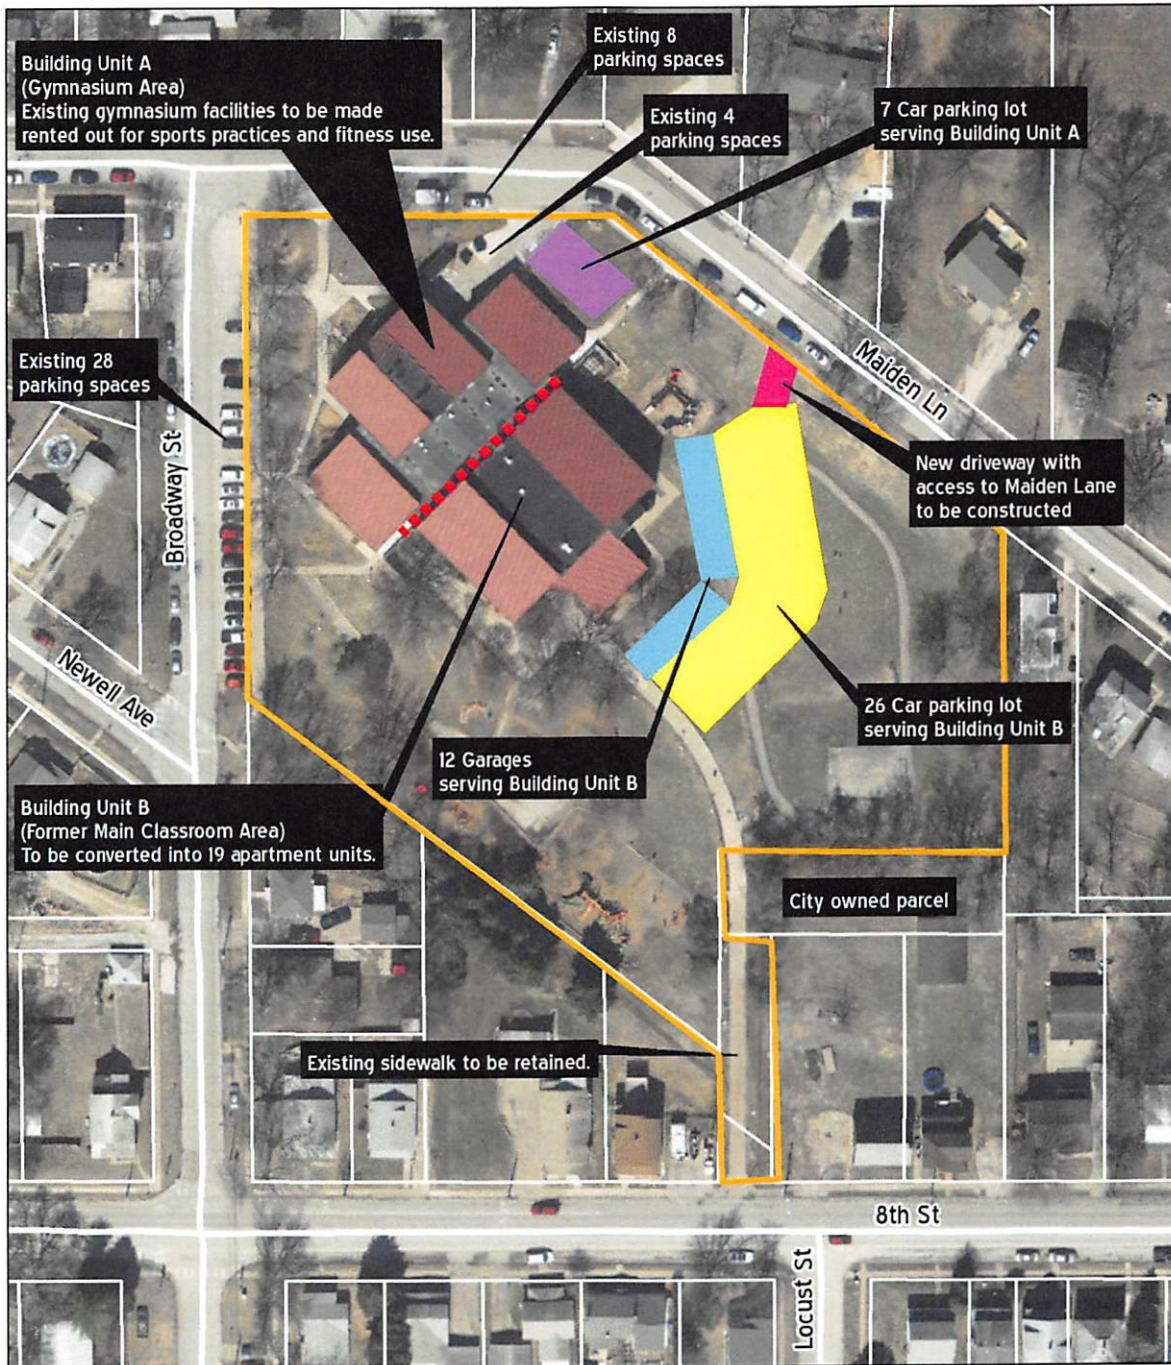 Building Unit A
(Gymnasium Area)
Existing gymnasium facilities to be made
rented out for sports practices and fitness use.
Existing 8
parking spaces
Existing 4
parking spaces
7 Car parking lot
serving Building Unit A
Existing 28
parking spaces
Broadway St
Maiden Ln
New driveway with
access to Maiden Lane
to be constructed
Newell Ave
26 Car parking lot
serving Building Unit B
12 Garages
serving Building Unit B
Building Unit B
(Former Main Classroom Area)
To be converted into 19 apartment units.
City owned parcel
Existing sidewalk to be retained.
8th St
Locust St